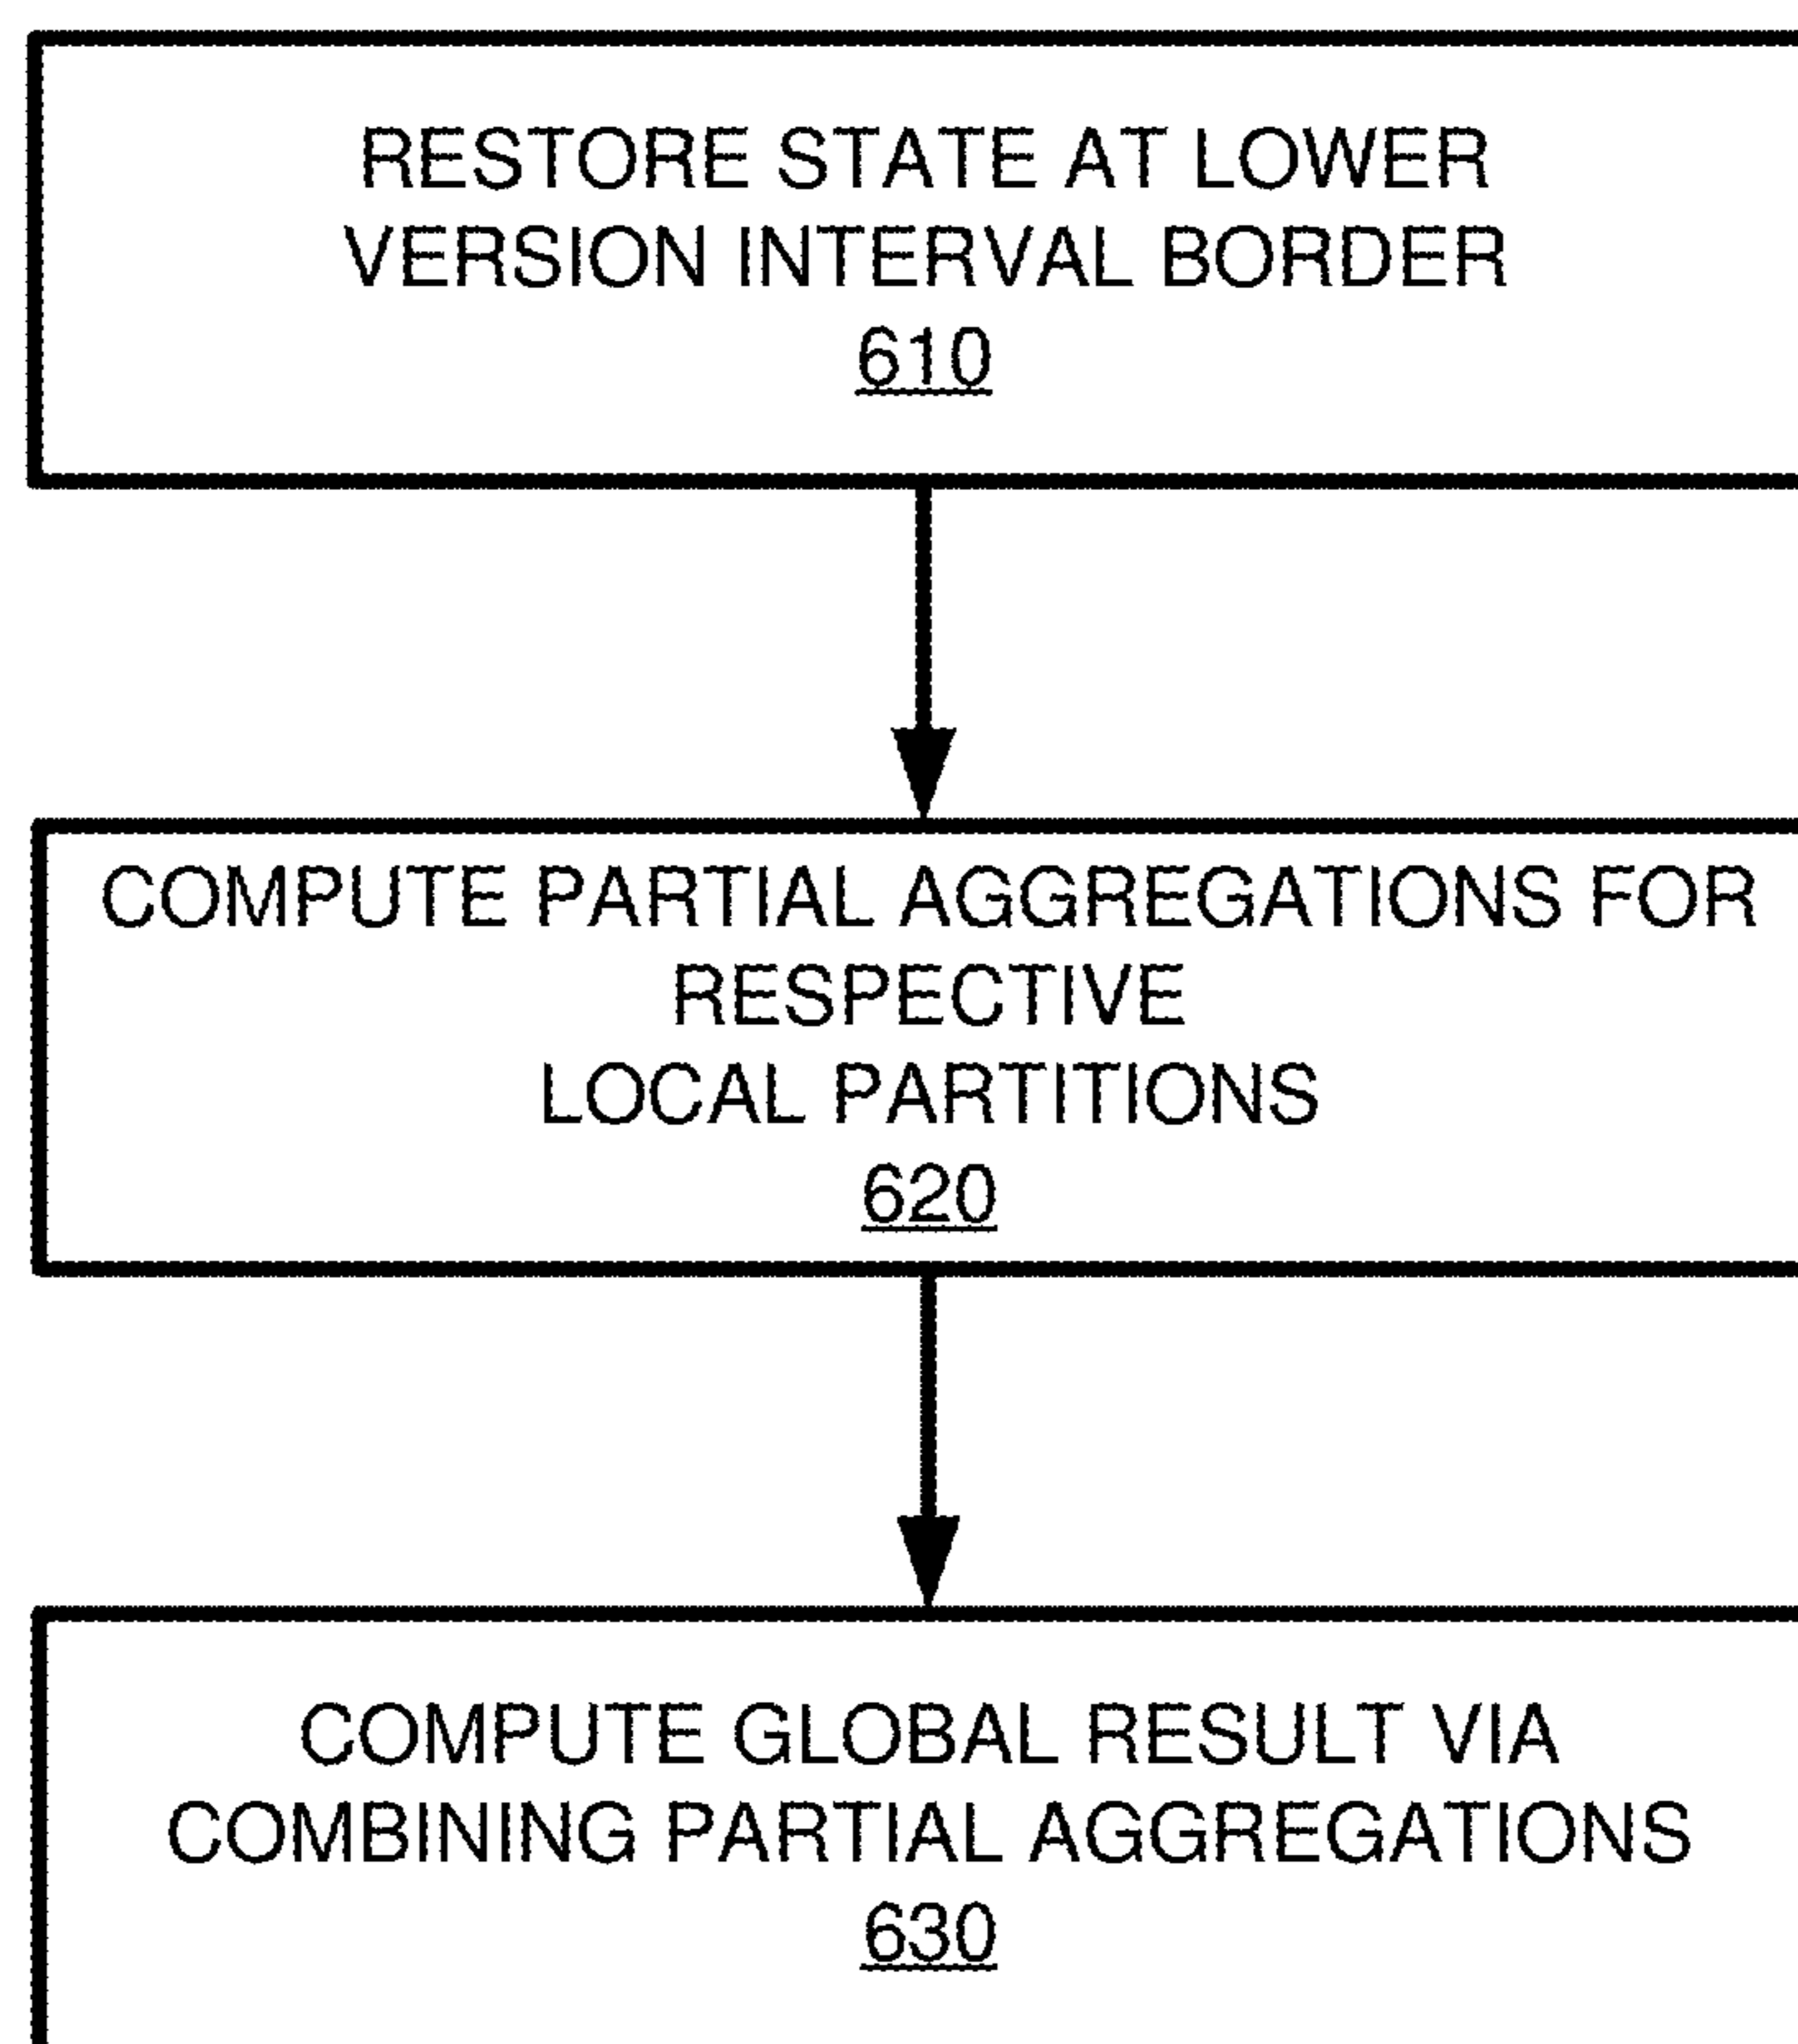 RESTORE STATE AT LOWER
VERSION INTERVAL BORDER
610
COMPUTE PARTIAL AGGREGATIONS FOR
RESPECTIVE
LOCAL PARTITIONS
620
COMPUTE GLOBAL RESULT VIA
COMBINING PARTIAL AGGREGATIONS
630